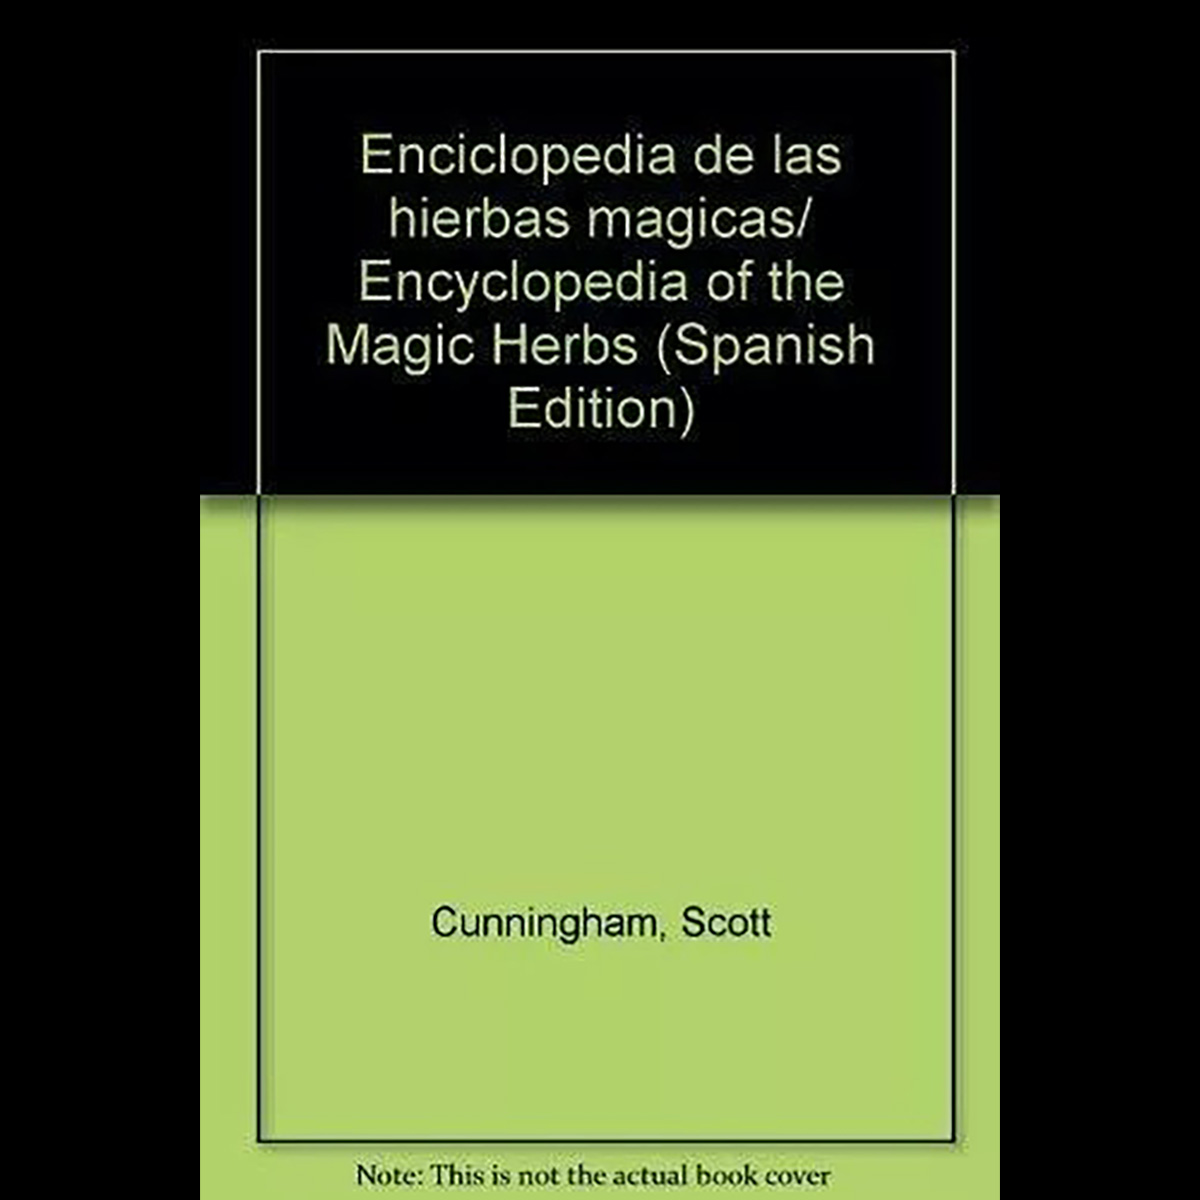 Enciclopedia de las
hierbas magicas/
Encyclopedia of the
Magic Herbs (Spanish
Edition)
Cunningham, Scott
Note: This is not the actual book cover